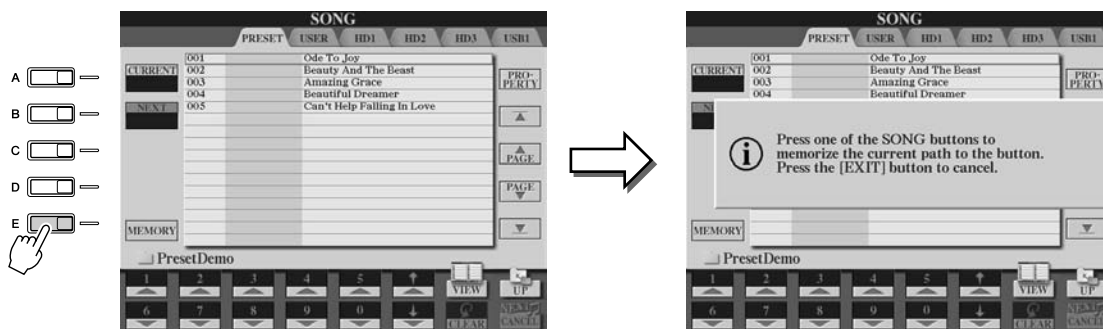 SONG
PRESET USER HD1 HD2 HD3 USB1
001 Ode To Joy
CURRENT 002 Beauty And The Beast
003 Amazing Grace
PRO-
PERTY
004 Beautiful Dreamer
NEXT 005 Can't Help Falling In Love
A
B
C
D
E
PAGE
PAGE
MEMORY
PresetDemo
1 2 3 4 5 VIEW UP
6 7 8 9 0 CLEAR CANCEL
SONG
PRESET USER HD1 HD2 HD3 USB1
001 Ode To Joy
CURRENT 002 Beauty And The Beast
003 Amazing Grace
PRO-
PERTY
004 Beautiful Dreamer
Press one of the SONG buttons to
memorize the current path to the button.
Press the [EXIT] button to cancel.
MEMORY
PresetDemo
1 2 3 4 5 VIEW UP
6 7 8 9 0 CLEAR CANCEL